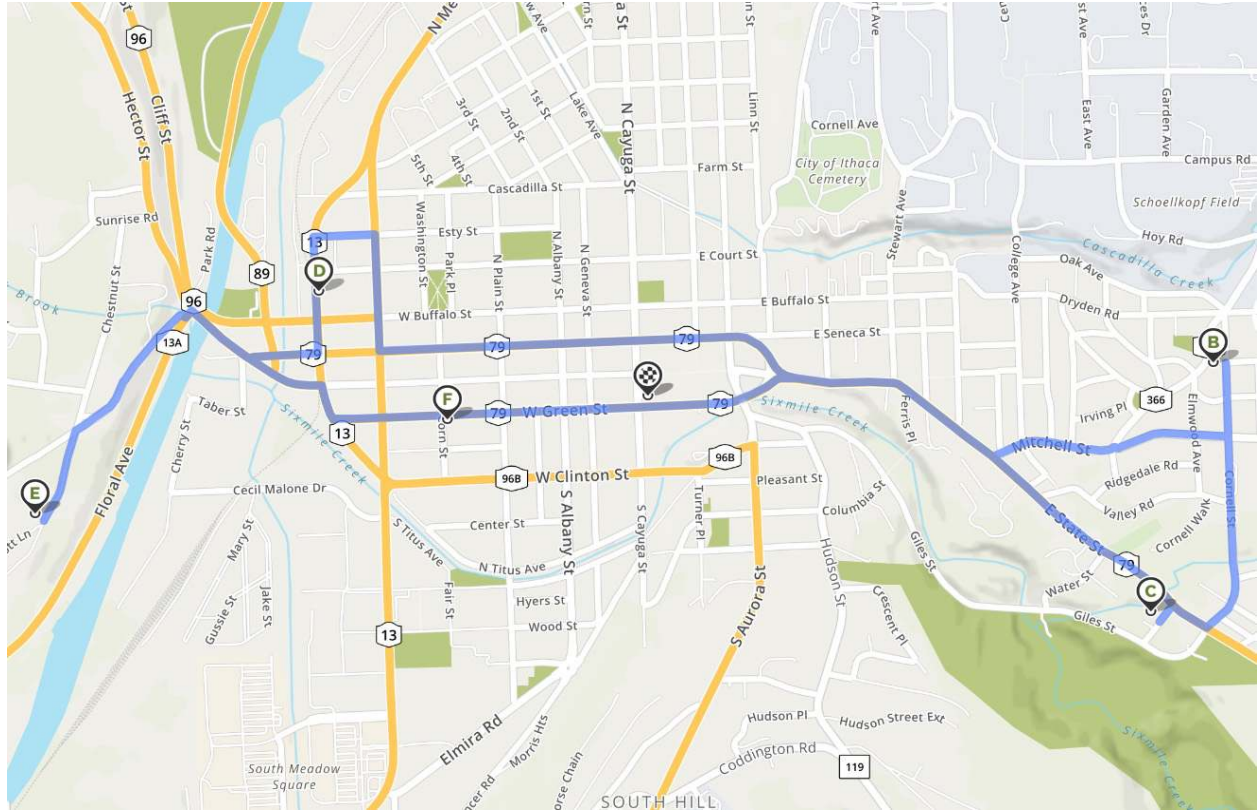 96
St
96
Cliff St
Hector St
N Me
Lake Ave
3rd St
2nd St
1st St
5th St
4th St
N Cayuga St
Linn St
Farm St
Cascadilla St
Cornell Ave
City of Ithaca
Cemetery
East Ave
Garden Ave
Campus Rd
Schoellkopf Field
Hoy Rd
Cascadilla Creek
Stewart Ave
College Ave
Oak Ave
Dryden Rd
Sunrise Rd
Park Rd
Chestnut St
Brook
89
13
Esty St
Washington St
Park Pl
N Plain St
N Albany St
N Geneva St
E Court St
D
96
13A
W Buffalo St
E Buffalo St
E Seneca St
79
79
79
B
366
Irving Pl
Elmwood Ave
Taber St
Cherry St
Sixmile Creek
13
F
79
W Green St
79
Sixmile Creek
Ferris Pl
Mitchell St
Ridgedale Rd
Valley Rd
Cornell Walk
Cornell St
E
Floral Ave
Cecil Malone Dr
96B
W Clinton St
96B
Pleasant St
Turner Pl
Columbia St
E State St
79
Water St
C
Giles St
Giles St
S Titus Ave
Center St
N Titus Ave
S Albany St
S Cayuga St
Mary St
Jake St
Gussie St
Fair St
Hyers St
Wood St
13
S Aurora St
Hudson St
Crescent Pl
Elmira Rd
Morris Hts
Hudson Pl
Hudson Street Ext
Coddington Rd
119
South Meadow
Square
SOUTH HILL
Sixmile Creek